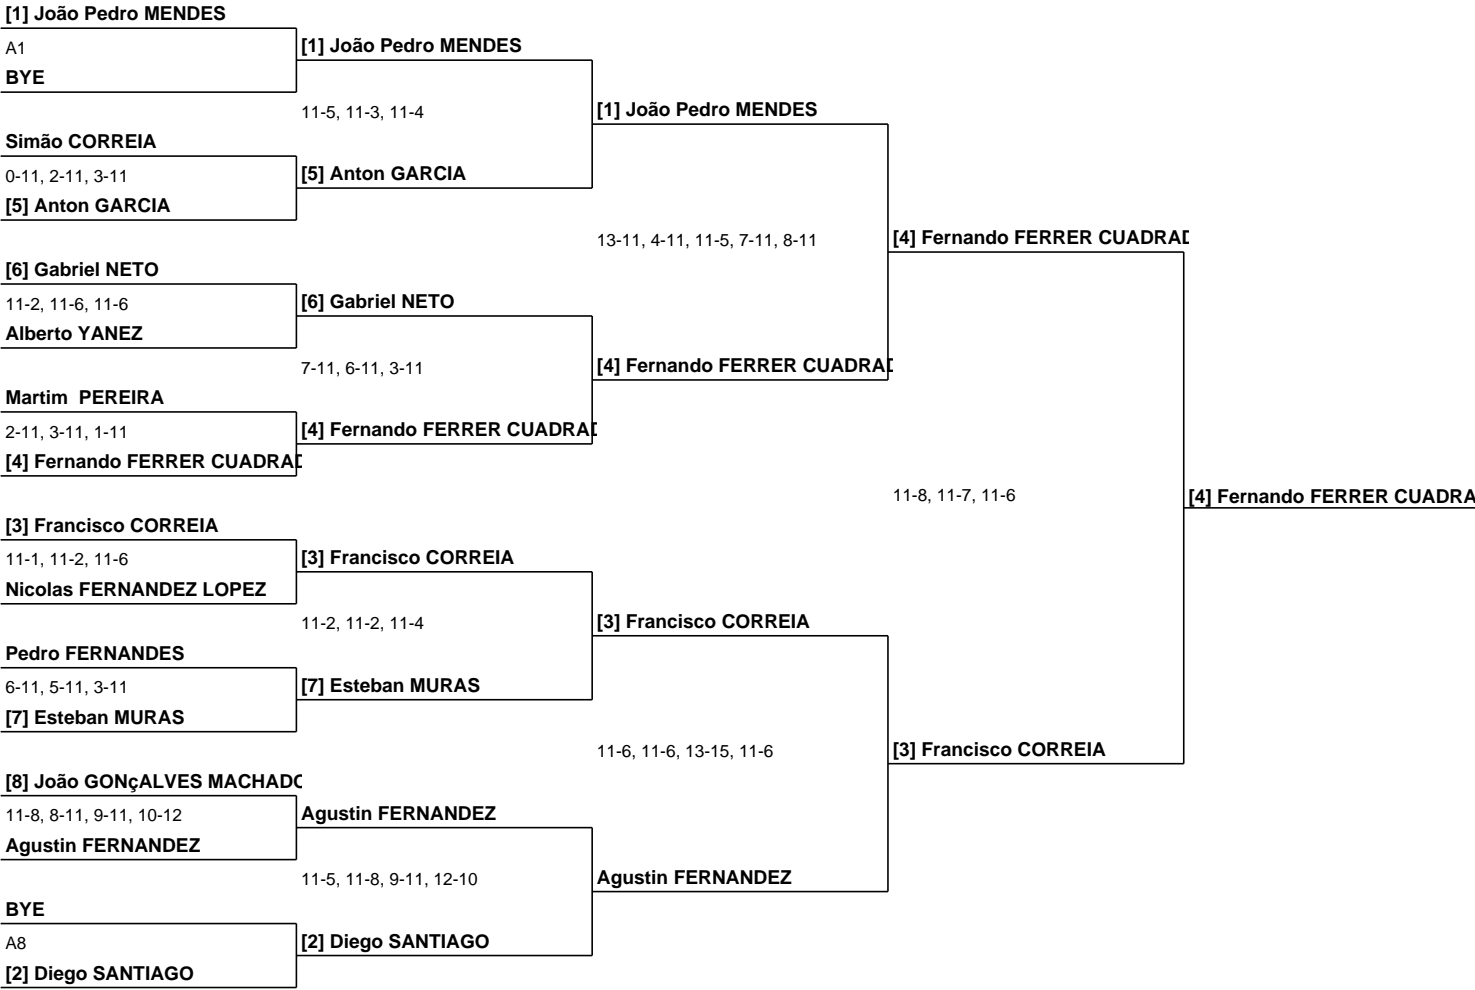 [1] João Pedro MENDES
A1
BYE
Simão CORREIA
0-11, 2-11, 3-11
[5] Anton GARCIA
[6] Gabriel NETO
11-2, 11-6, 11-6
Alberto YANEZ
Martim  PEREIRA
2-11, 3-11, 1-11
[4] Fernando FERRER CUADRAD
[3] Francisco CORREIA
11-1, 11-2, 11-6
Nicolas FERNANDEZ LOPEZ
Pedro FERNANDES
6-11, 5-11, 3-11
[7] Esteban MURAS
[8] João GONçALVES MACHADO
11-8, 8-11, 9-11, 10-12
Agustin FERNANDEZ
BYE
A8
[2] Diego SANTIAGO
[1] João Pedro MENDES
11-5, 11-3, 11-4
[5] Anton GARCIA
[6] Gabriel NETO
7-11, 6-11, 3-11
[4] Fernando FERRER CUADRAD
[3] Francisco CORREIA
11-2, 11-2, 11-4
[7] Esteban MURAS
Agustin FERNANDEZ
11-5, 11-8, 9-11, 12-10
[2] Diego SANTIAGO
[1] João Pedro MENDES
13-11, 4-11, 11-5, 7-11, 8-11
[4] Fernando FERRER CUADRAD
[3] Francisco CORREIA
11-6, 11-6, 13-15, 11-6
Agustin FERNANDEZ
[4] Fernando FERRER CUADRAD
11-8, 11-7, 11-6
[3] Francisco CORREIA
[4] Fernando FERRER CUADRA